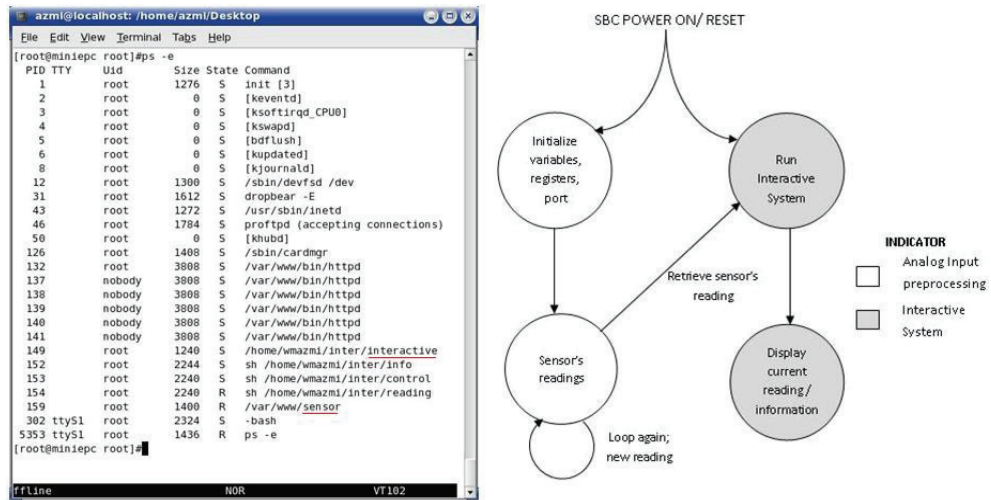 azmi@localhost: /home/azmi/Desktop
File Edit View Terminal Tabs Help
[root@miniepc root]#ps -e
PID TTY Uid Size State Command
1 root 1276 S init [3]
2 root 0 S [keventd]
3 root 0 S [ksoftirqd_CPU0]
4 root 0 S [kswapd]
5 root 0 S [bdflush]
6 root 0 S [kupdated]
8 root 0 S [kjournald]
12 root 1300 S /sbin/devfsd /dev
31 root 1612 S dropbear -E
43 root 1272 S /usr/sbin/inetd
46 root 1784 S proftpd (accepting connections)
50 root 0 S [khubd]
126 root 1408 S /sbin/cardmgr
132 root 3808 S /var/www/bin/httpd
137 nobody 3808 S /var/www/bin/httpd
138 nobody 3808 S /var/www/bin/httpd
139 nobody 3808 S /var/www/bin/httpd
140 nobody 3808 S /var/www/bin/httpd
141 nobody 3808 S /var/www/bin/httpd
149 root 1240 S /home/wmazmi/inter/interactive
152 root 2244 S sh /home/wmazmi/inter/info
153 root 2240 S sh /home/wmazmi/inter/control
154 root 2240 R sh /home/wmazmi/inter/reading
159 root 1400 R /var/www/sensor
302 ttyS1 root 2324 S -bash
5353 ttyS1 root 1436 R ps -e
[root@miniepc root]#
ffline NOR VT102
SBC POWER ON/ RESET
Initialize
variables,
registers,
port
Run
Interactive
System
Retrieve sensor's
reading
Sensor's
readings
Loop again;
new reading
Display
current
reading/
information
INDICATOR
Analog Input
preprocessing
Interactive
System